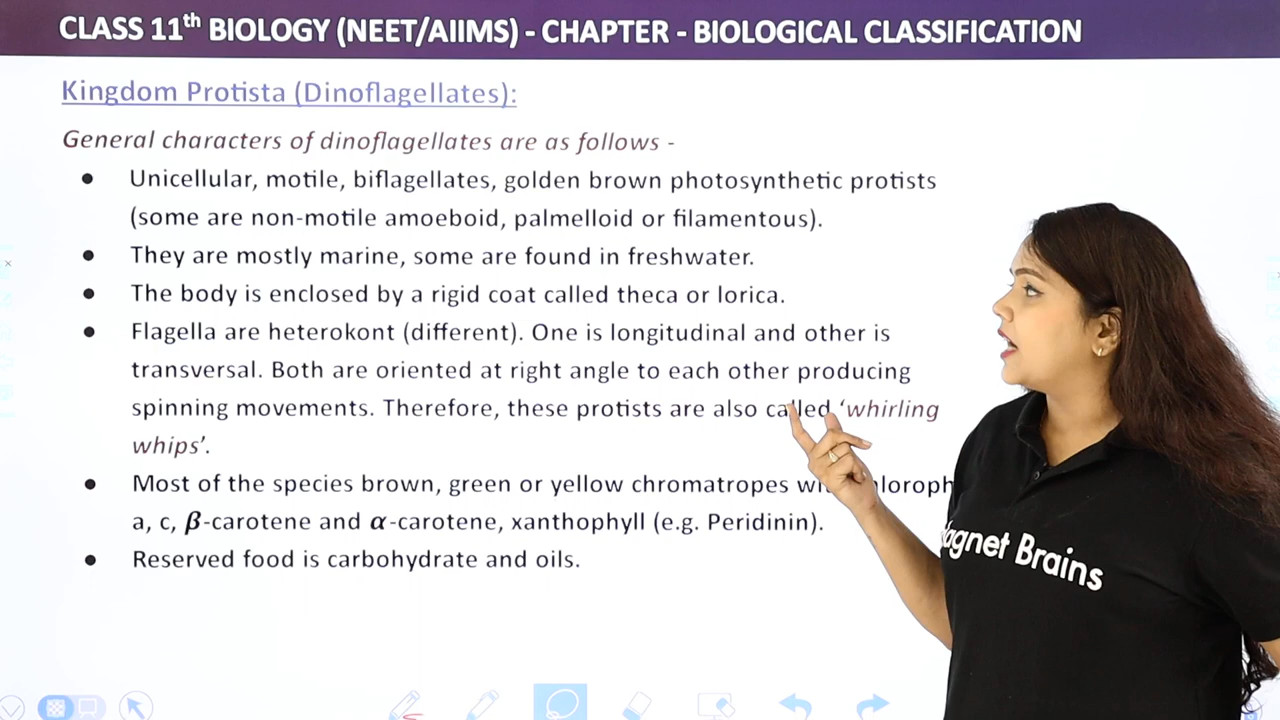 CLASS 11th BIOLOGY (NEET/AIIMS) - CHAPTER - BIOLOGICAL CLASSIFICATION
Kingdom Protista (Dinoflagellates):
General characters of dinoflagellates are as follows -
● Unicellular, motile, biflagellates, golden brown photosynthetic protists
(some are non-motile amoeboid, palmelloid or filamentous).
● They are mostly marine, some are found in freshwater.
● The body is enclosed by a rigid coat called theca or lorica.
● Flagella are heterokont (different). One is longitudinal and other is
transversal. Both are oriented at right angle to each other producing
spinning movements. Therefore, these protists are also called ‘whirling
whips’.
● Most of the species brown, green or yellow chromatropes
a, c, β-carotene and α-carotene, xanthophyll (e.g. Peridinin).
● Reserved food is carbohydrate and oils.
Brains